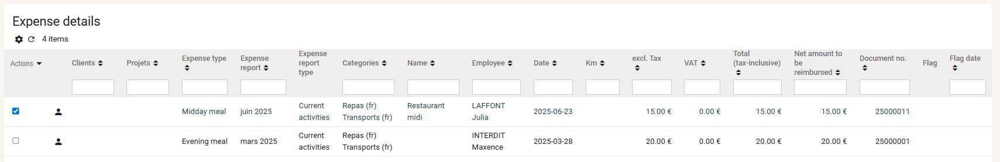 Expense details
4 items
Actions Clients Projets Expense type Expense report Expense report type Categories Name Employee Date Km excl. Tax VAT Total (tax-inclusive) Net amount to be reimbursed Document no. Flag Flag date
Midday meal juin 2025 Current activities Repas (fr) Transports (fr) Restaurant midi LAFFONT Julia 2025-06-23 15.00 € 0.00 € 15.00 € 15.00 € 25000011
Evening meal mars 2025 Current activities Repas (fr) Transports (fr) INTERDIT Maxence 2025-03-28 20.00 € 0.00 € 20.00 € 20.00 € 25000001